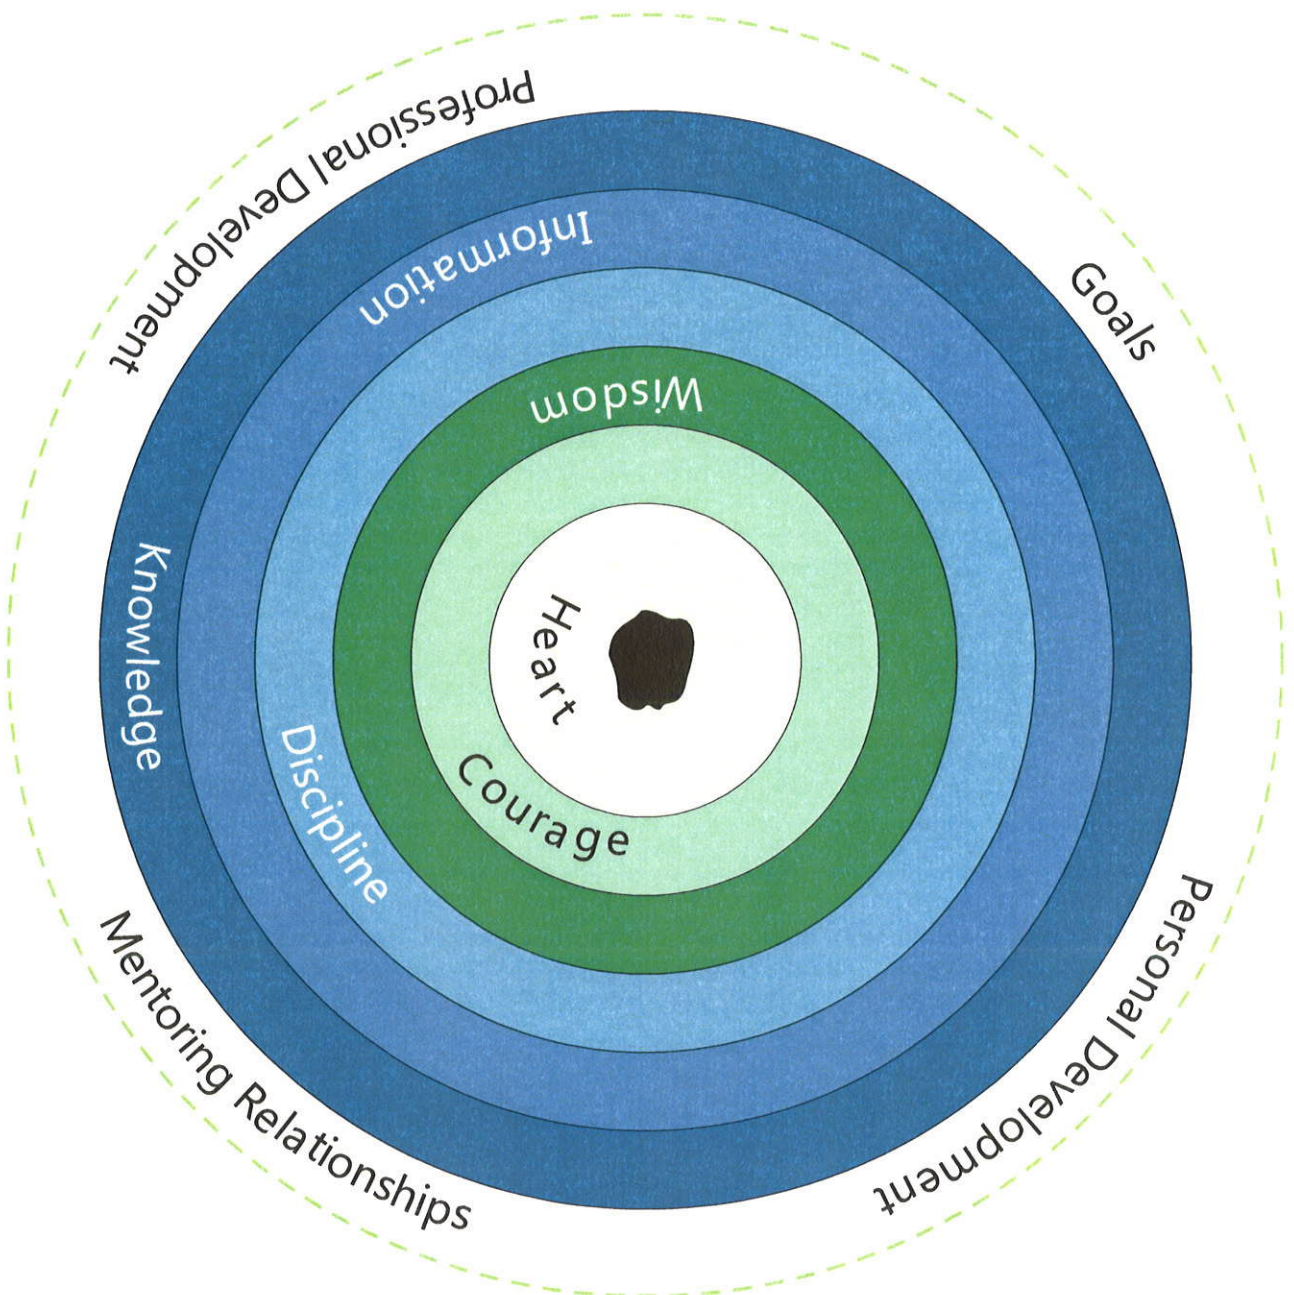 Professional Development
Goals
Information
Wisdom
Knowledge
Heart
Discipline
Courage
Mentoring Relationships
Personal Development